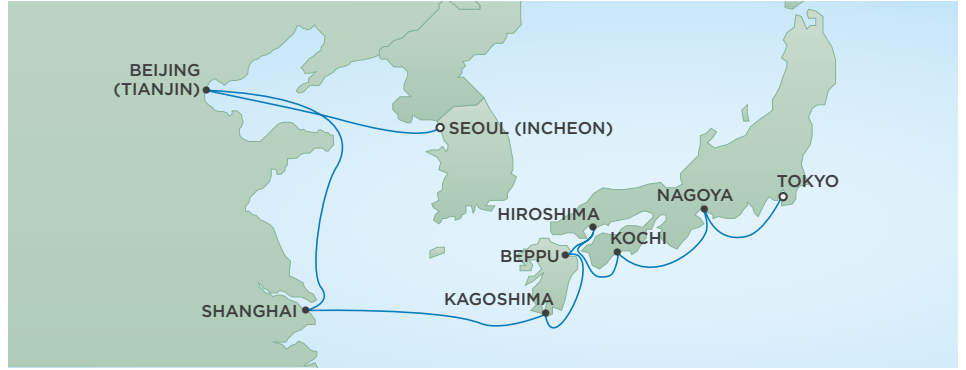 BEIJING
(TIANJIN)
SEOUL (INCHEON)
TOKYO
NAGOYA
HIROSHIMA
KOCHI
BEPPU
KAGOSHIMA
SHANGHAI